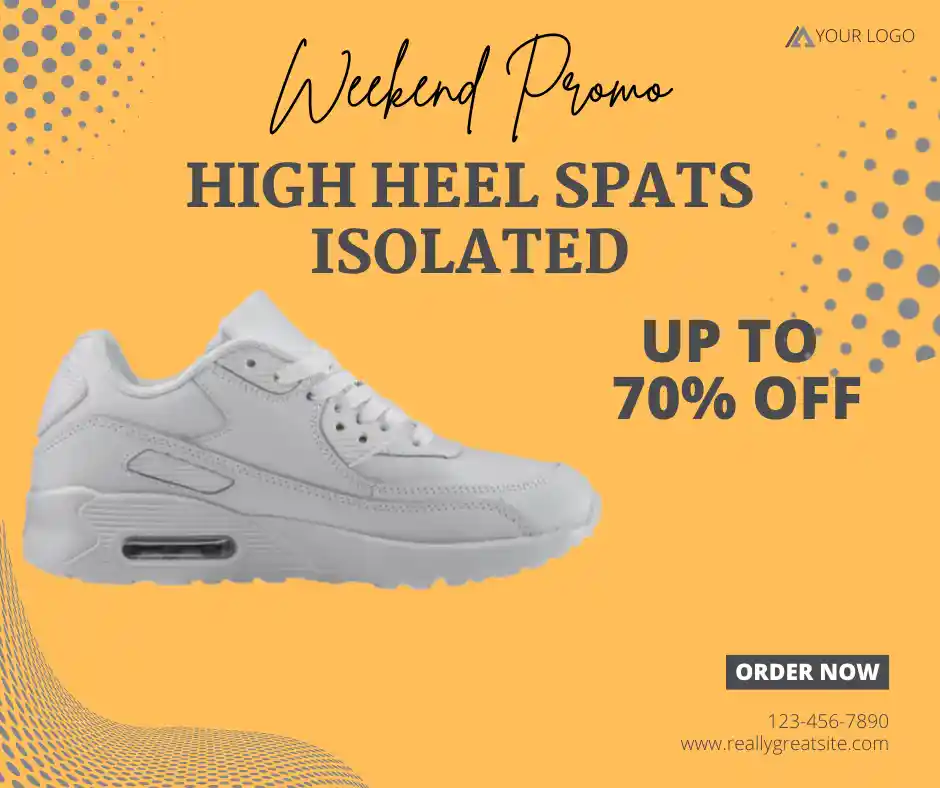 YOUR LOGO
Weekend Promo
HIGH HEEL SPATS
ISOLATED
UP TO
70% OFF
ORDER NOW
123-456-7890
www.reallygreatsite.com